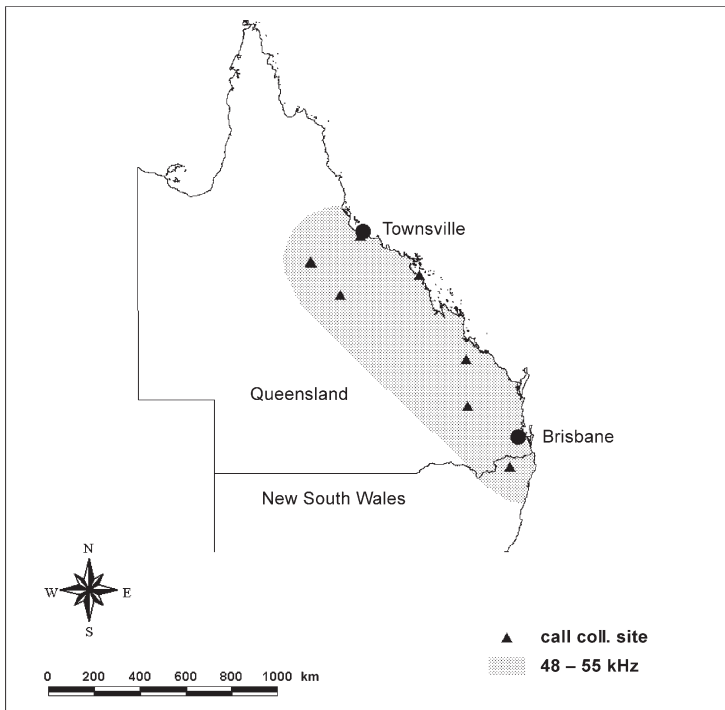 Townsville
Queensland
Brisbane
New South Wales
N
W E
S
call coll. site
48 – 55 kHz
0 200 400 600 800 1000 km